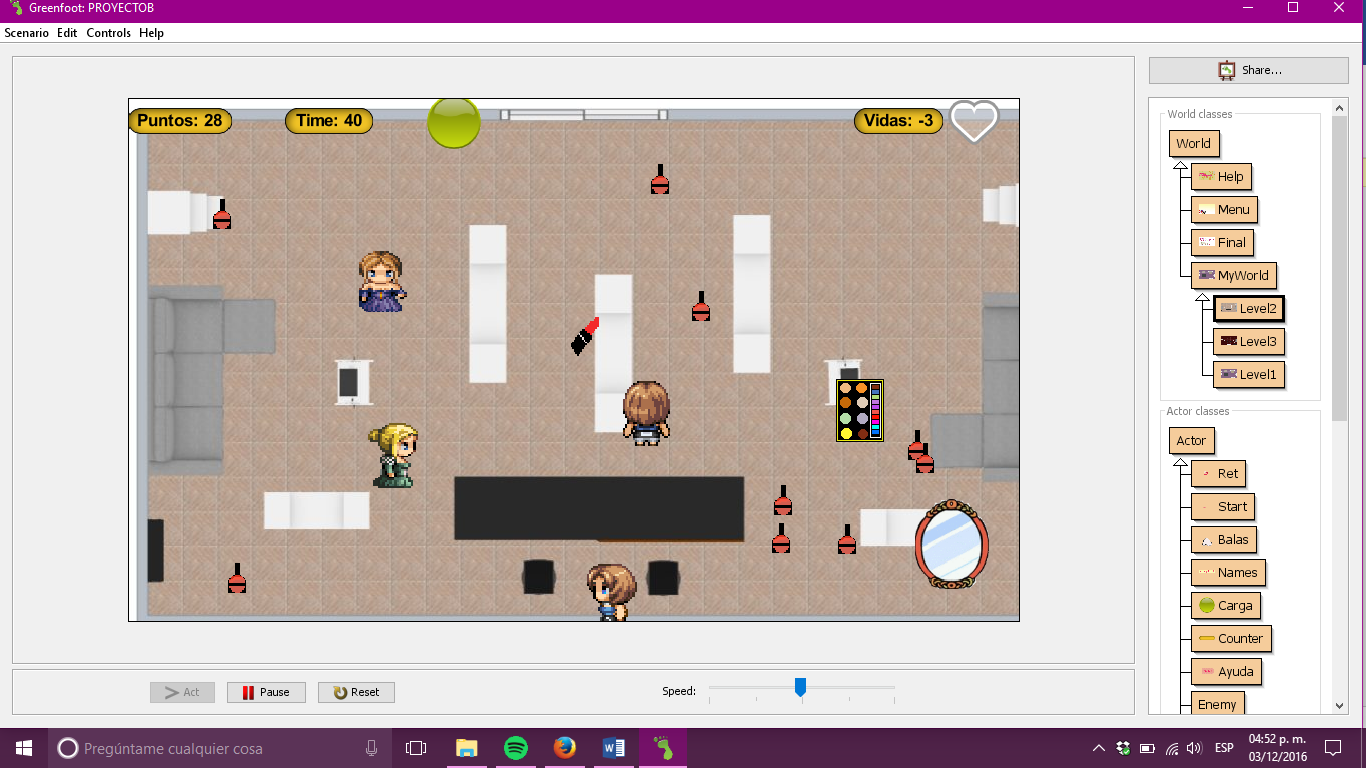 Greenfoot: PROYECTOB
Scenario Edit Controls Help
Puntos: 28
Time: 40
Vidas: -3
Share...
World classes
World
Help
Menu
Final
MyWorld
Level2
Level3
Level1
Actor classes
Actor
Ret
Start
Balas
Names
Carga
Counter
Ayuda
Enemy
Act
Pause
Reset
Speed:
Pregúntame cualquier cosa
ESP
04:52 p. m.
03/12/2016